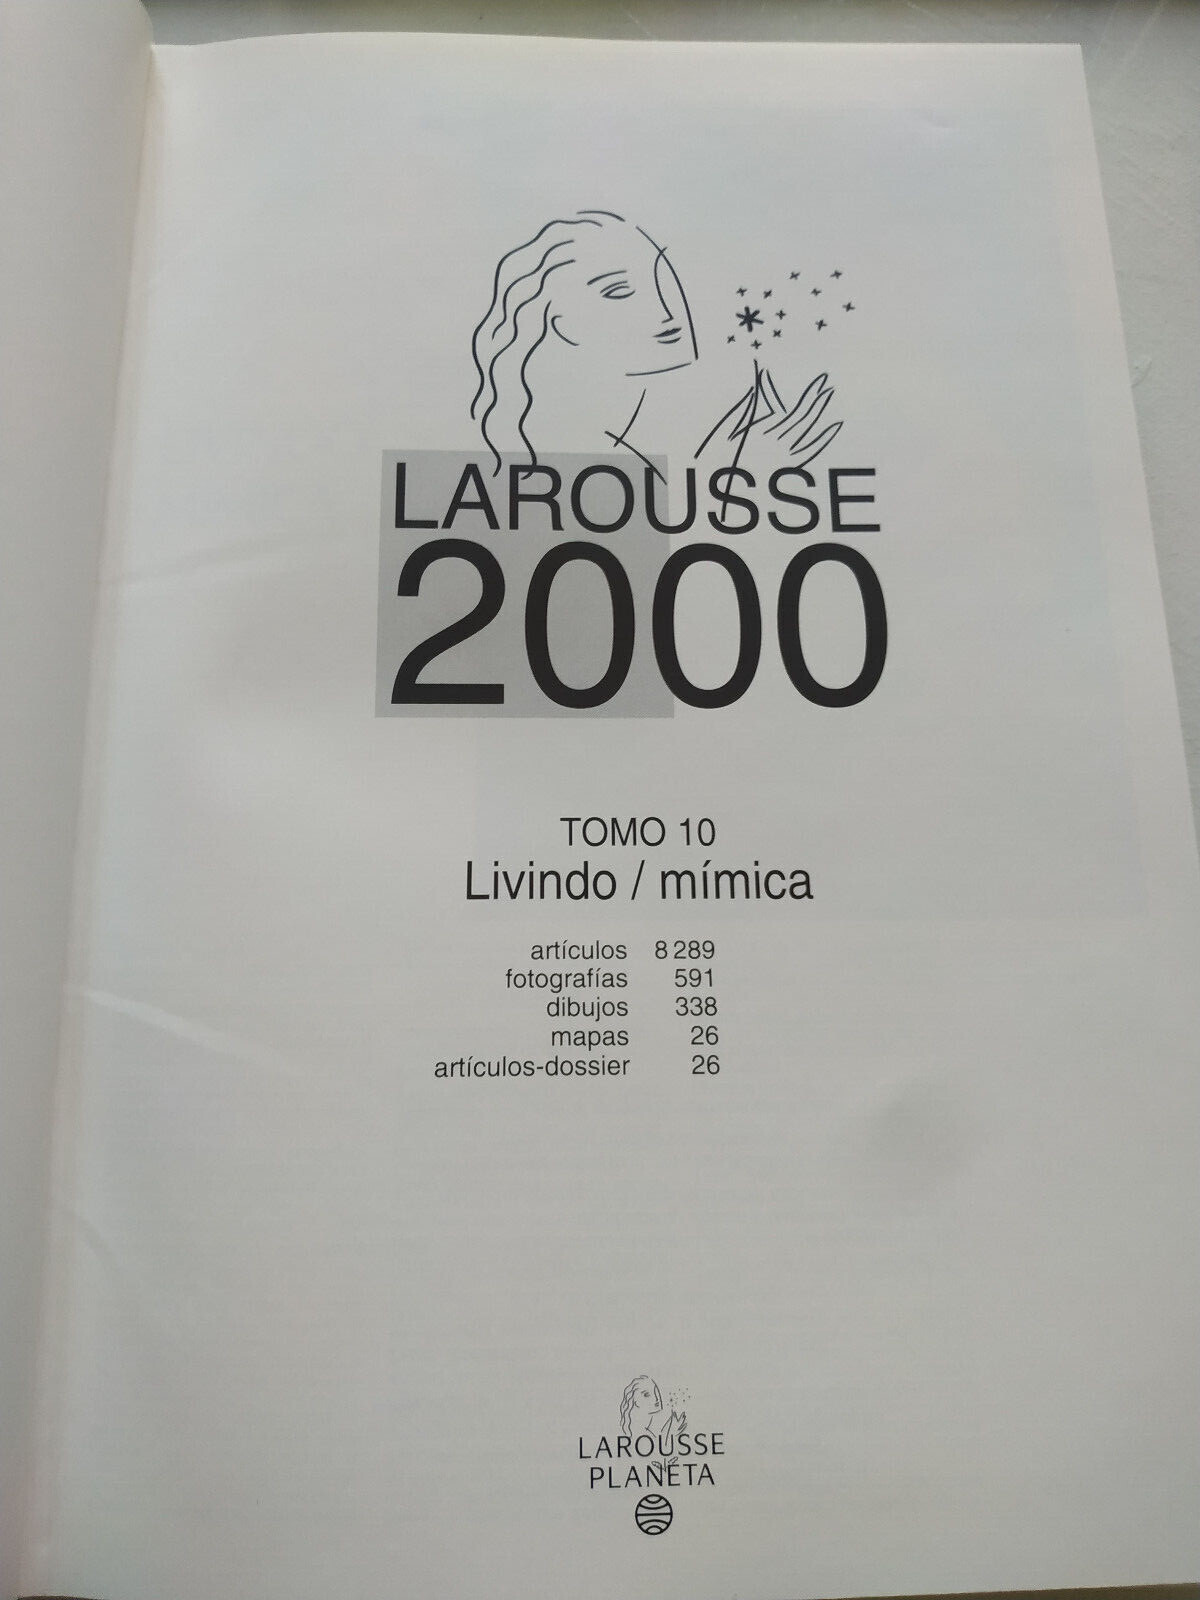 LAROUSSE
2000
TOMO 10
Livindo / mímica
artículos 8 289
fotografías 591
dibujos 338
mapas 26
artículos-dossier 26
LAROUSSE
PLANETA